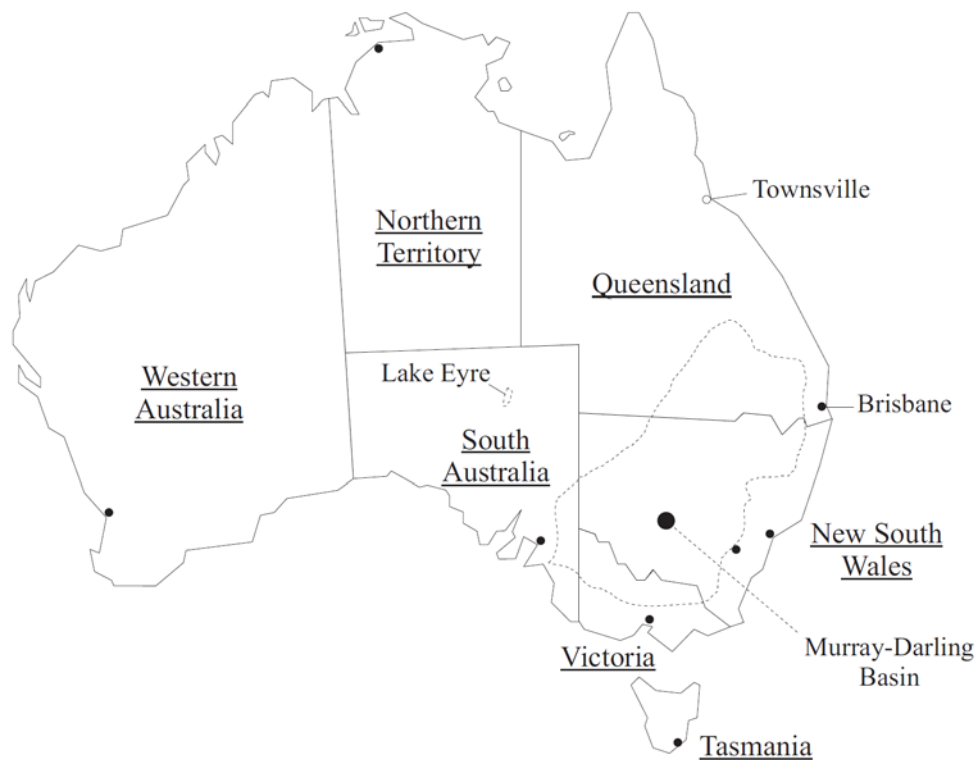 Townsville
Northern
Territory
Queensland
Western
Australia
Lake Eyre
Brisbane
South
Australia
New South
Wales
Victoria
Murray-Darling
Basin
Tasmania